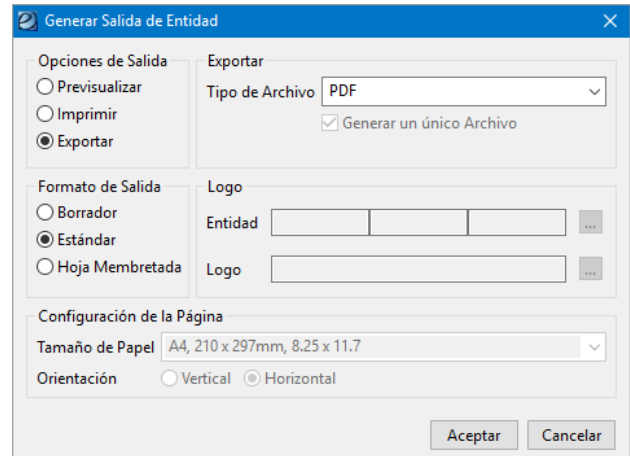 Generar Salida de Entidad
Opciones de Salida
Previsualizar
Imprimir
Exportar
Exportar
Tipo de Archivo PDF
Generar un único Archivo
Formato de Salida
Borrador
Estándar
Hoja Membretada
Logo
Entidad
...
Logo
...
Configuración de la Página
Tamaño de Papel A4, 210 x 297mm, 8.25 x 11.7
Orientación Vertical Horizontal
Aceptar Cancelar